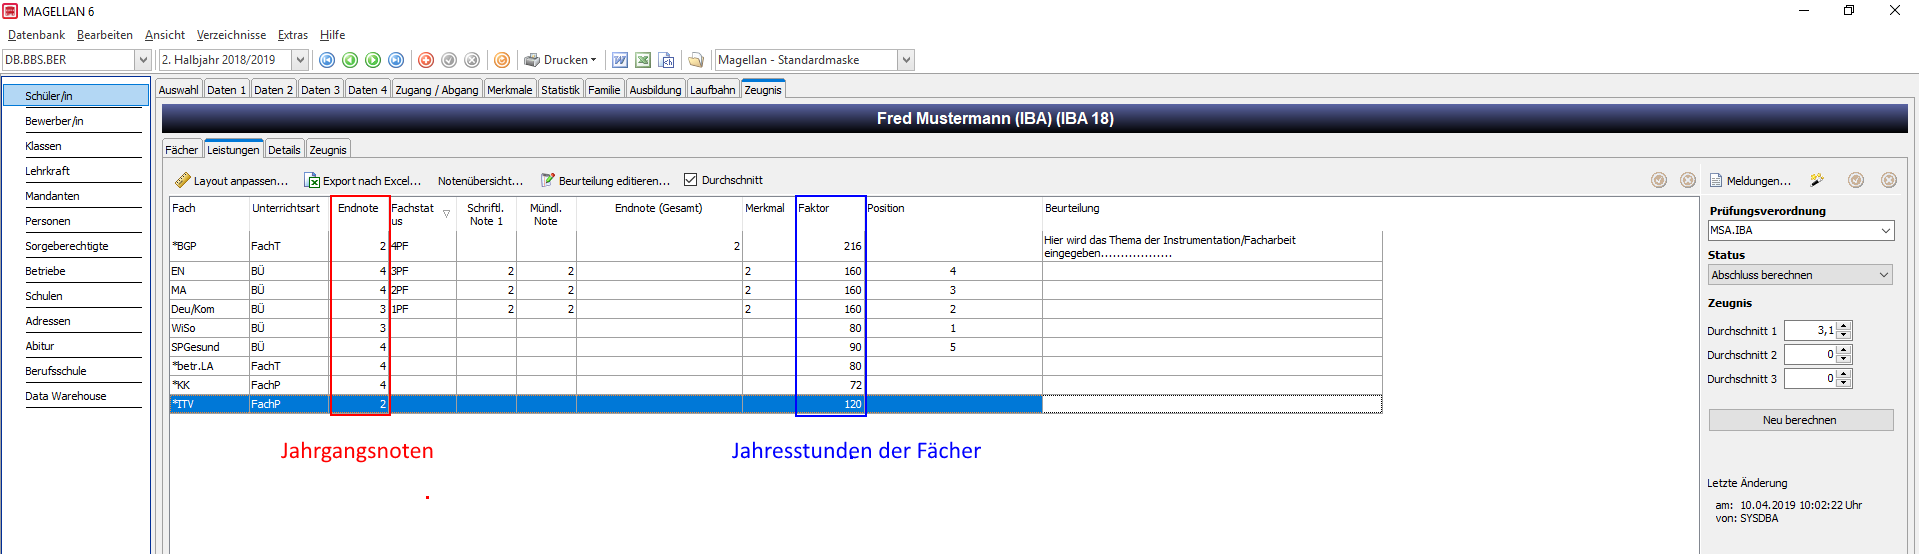 MAGELLAN 6
Datenbank Bearbeiten Ansicht Verzeichnisse Extras Hilfe
DB.BBS.BER 2. Halbjahr 2018/2019 Drucken Magellan - Standardmaske
Schüler/in
Bewerber/in
Klassen
Lehrkraft
Mandanten
Personen
Sorgeberechtigte
Betriebe
Schulen
Adressen
Abitur
Berufsschule
Data Warehouse
Auswahl Daten 1 Daten 2 Daten 3 Daten 4 Zugang / Abgang Merkmale Statistik Familie Ausbildung Laufbahn Zeugnis
Fred Mustermann (IBA) (IBA 18)
Fächer Leistungen Details Zeugnis
Layout anpassen... Export nach Excel... Notenübersicht... Beurteilung editieren... Durchschnitt
Fach Unterrichtsart Endnote Fachstat us Schriftl. Note 1 Mündl. Note Endnote (Gesamt) Merkmal Faktor Position Beurteilung
*BGP FachT 2 4PF 2 216 Hier wird das Thema der Instrumentation/Facharbeit eingegeben..................
EN BÜ 4 3PF 2 2 2 160 4
MA BÜ 4 2PF 2 2 2 160 3
Deu/Kom BÜ 3 1PF 2 2 2 160 2
WiSo BÜ 3 80 1
SPGesund BÜ 4 90 5
*betr.LA FachT 4 80
*KK FachP 4 72
*ITV FachP 2 120
Jahrgangsnoten Jahresstunden der Fächer
Meldungen...
Prüfungsverordnung
MSA.IBA
Status
Abschluss berechnen
Zeugnis
Durchschnitt 1 3,1
Durchschnitt 2 0
Durchschnitt 3 0
Neu berechnen
Letzte Änderung
am: 10.04.2019 10:02:22 Uhr
von: SYSDBA